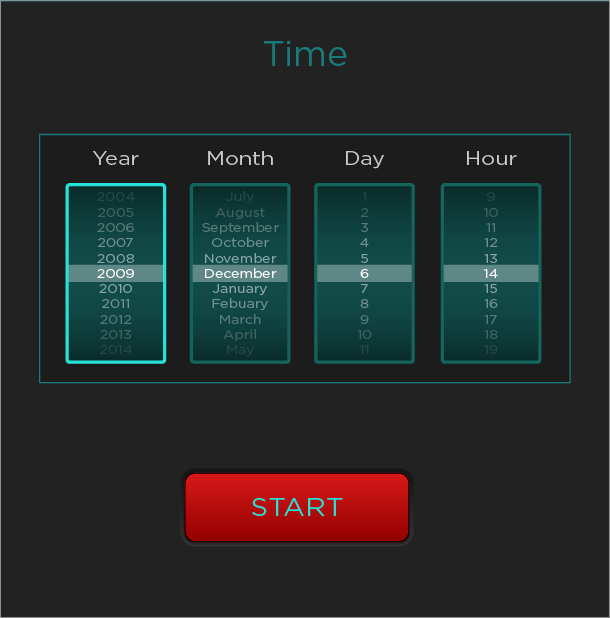 Time
Year Month Day Hour
2004 July 1 9
2005 August 2 10
2006 September 3 11
2007 October 4 12
2008 November 5 13
2009 December 6 14
2010 January 7 15
2011 Febuary 8 16
2012 March 9 17
2013 April 10 18
2014 May 11 19
START